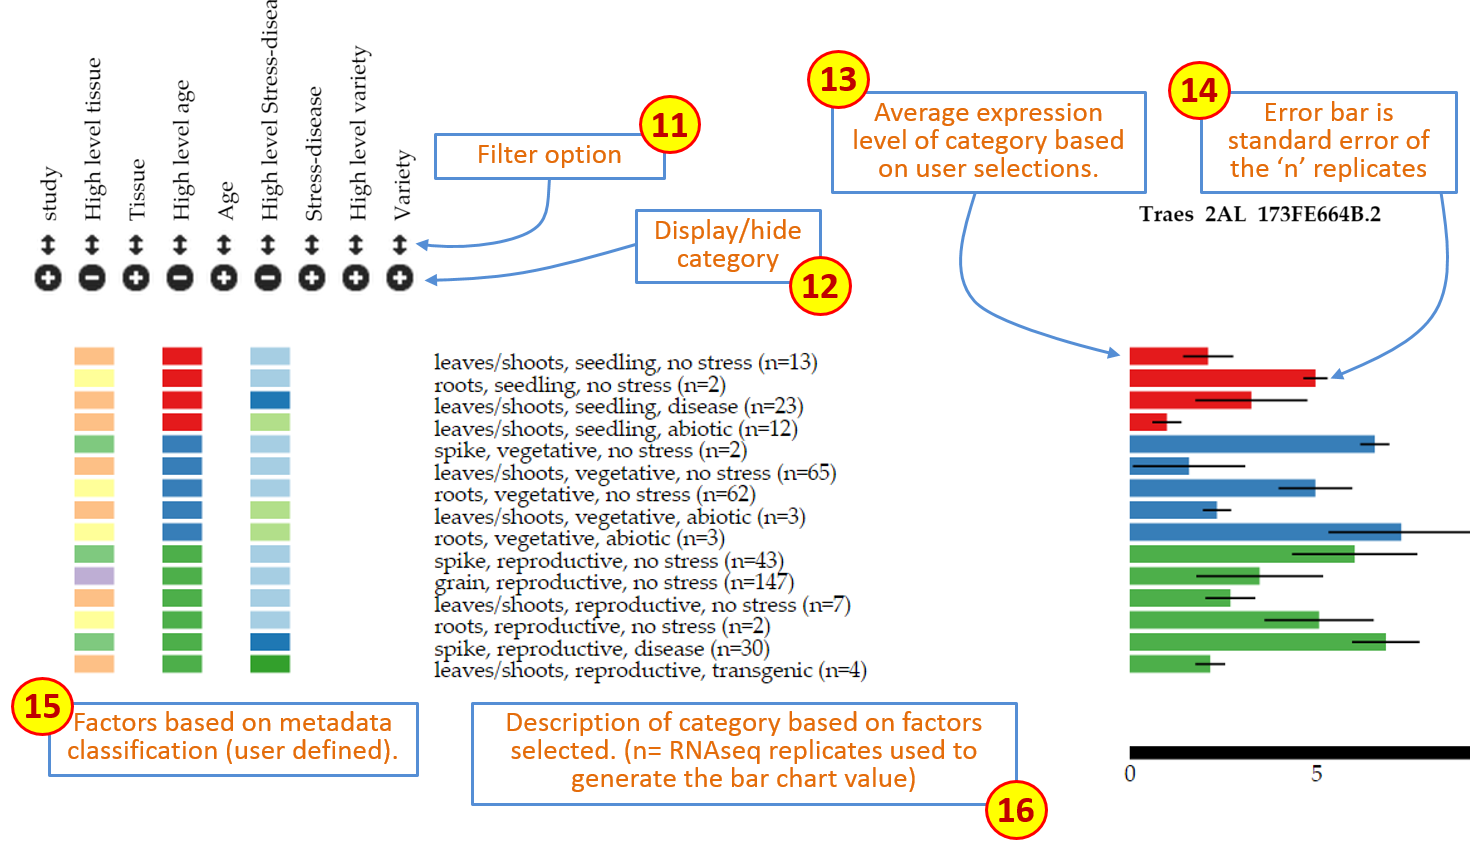 study
High level tissue
Tissue
High level age
Age
High level Stress-disea
Stress-disease
High level variety
Variety
11
Filter option
Display/hide
category
12
13
Average expression
level of category based
on user selections.
14
Error bar is
standard error of
the ‘n’ replicates
Traes 2AL 173FE664B.2
leaves/shoots, seedling, no stress (n=13)
roots, seedling, no stress (n=2)
leaves/shoots, seedling, disease (n=23)
leaves/shoots, seedling, abiotic (n=12)
spike, vegetative, no stress (n=2)
leaves/shoots, vegetative, no stress (n=65)
roots, vegetative, no stress (n=62)
leaves/shoots, vegetative, abiotic (n=3)
roots, vegetative, abiotic (n=3)
spike, reproductive, no stress (n=43)
grain, reproductive, no stress (n=147)
leaves/shoots, reproductive, no stress (n=7)
roots, reproductive, no stress (n=2)
spike, reproductive, disease (n=30)
leaves/shoots, reproductive, transgenic (n=4)
15
Factors based on metadata
classification (user defined).
Description of category based on factors
selected. (n= RNAseq replicates used to
generate the bar chart value)
16
0 5